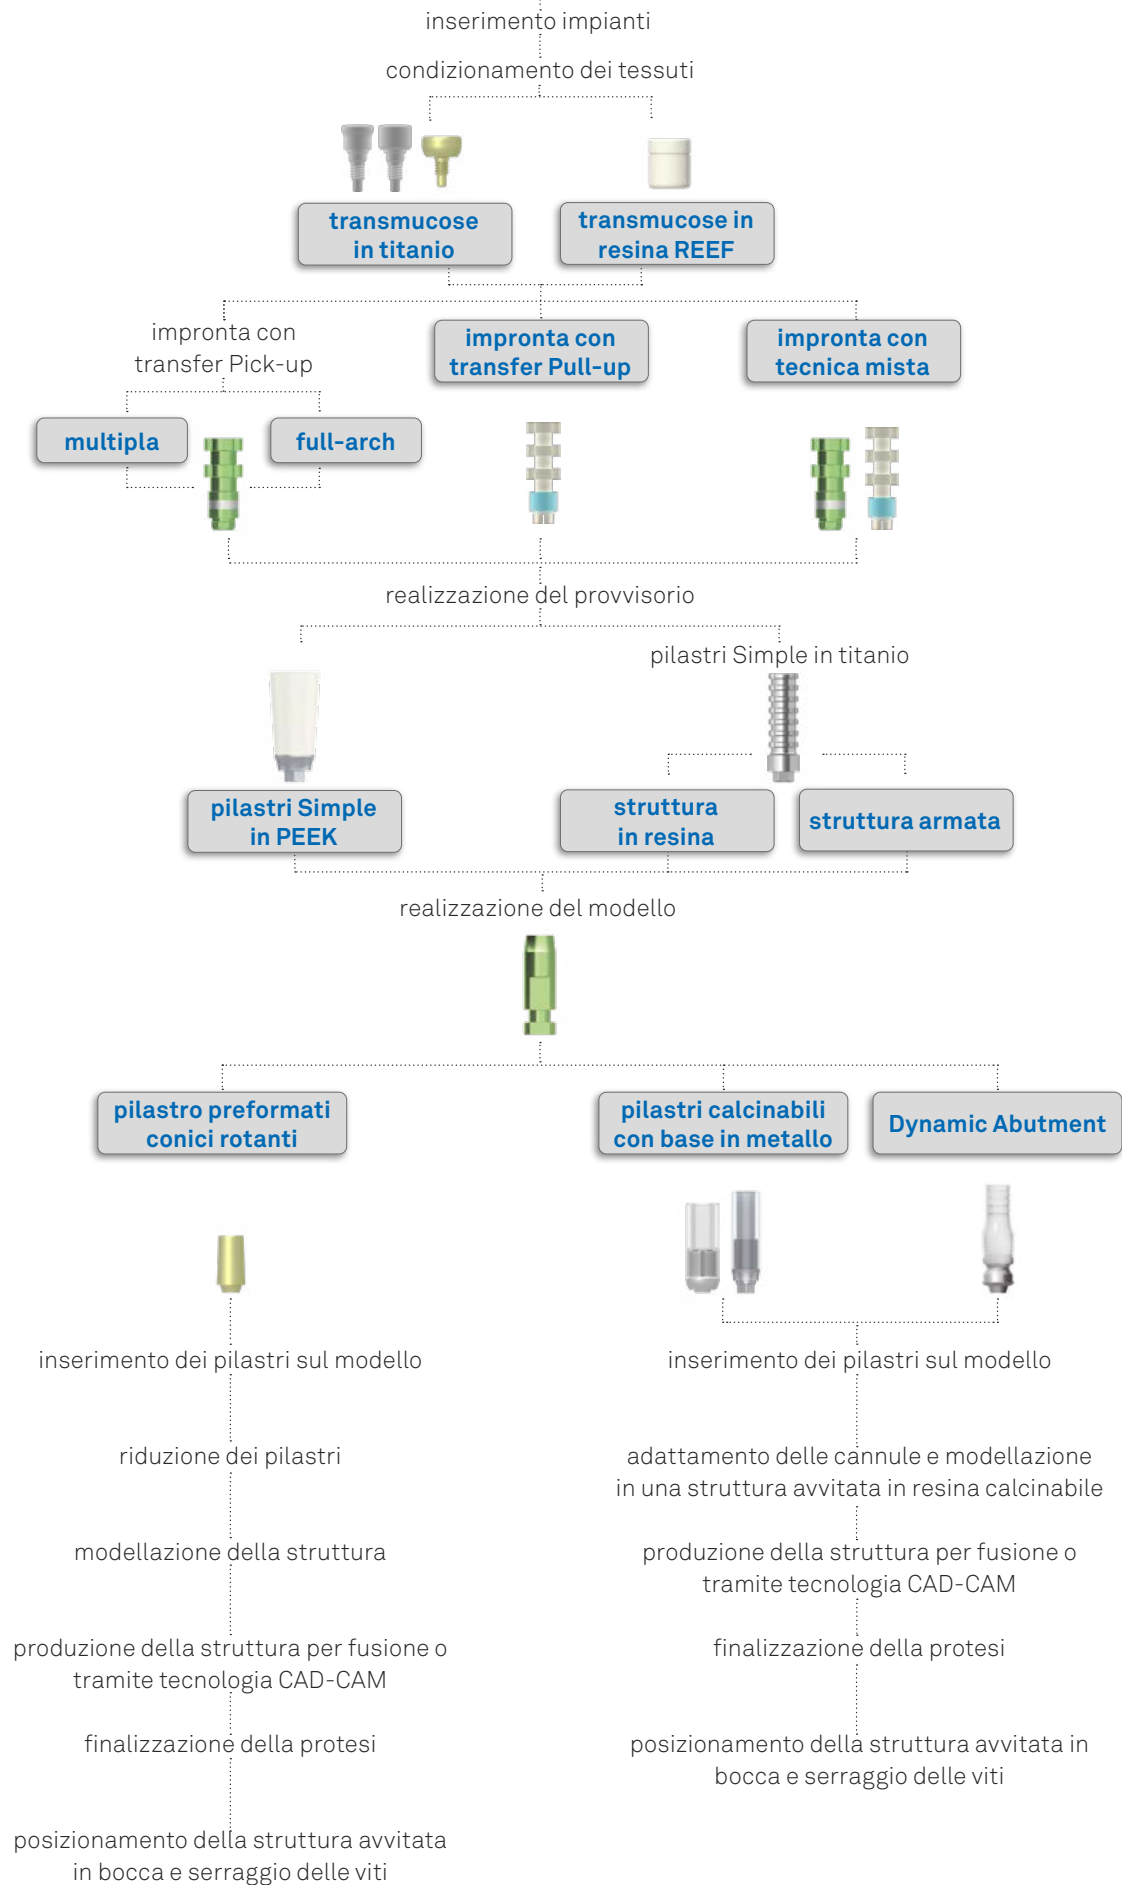 inserimento impianti
condizionamento dei tessuti
transmucose
in titanio
transmucose in
resina REEF
impronta con
transfer Pick-up
impronta con
transfer Pull-up
impronta con
tecnica mista
multipla
full-arch
realizzazione del provvisorio
pilastri Simple in titanio
pilastri Simple
in PEEK
struttura
in resina
struttura armata
realizzazione del modello
pilastro preformati
conici rotanti
pilastri calcinabili
con base in metallo
Dynamic Abutment
inserimento dei pilastri sul modello
riduzione dei pilastri
modellazione della struttura
produzione della struttura per fusione o
tramite tecnologia CAD-CAM
finalizzazione della protesi
posizionamento della struttura avvitata
in bocca e serraggio delle viti
inserimento dei pilastri sul modello
adattamento delle cannule e modellazione
in una struttura avvitata in resina calcinabile
produzione della struttura per fusione o
tramite tecnologia CAD-CAM
finalizzazione della protesi
posizionamento della struttura avvitata in
bocca e serraggio delle viti